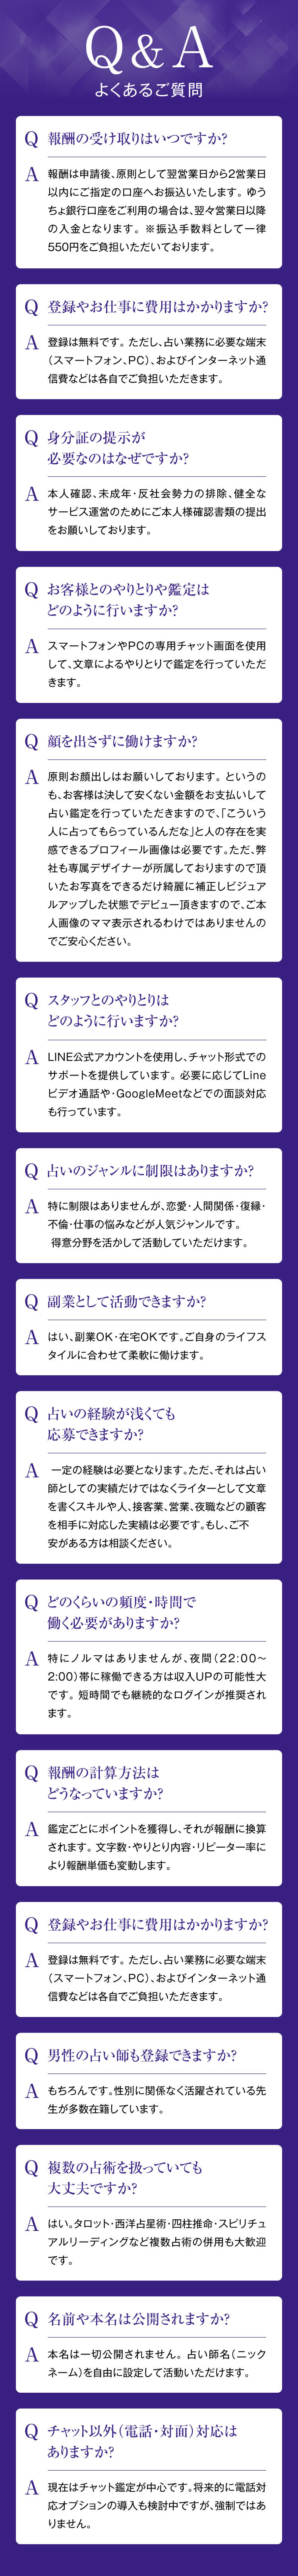 Q&A
よくあるご質問
Q 報酬の受け取りはいつですか?
A 報酬は申請後、原則として翌営業日から2営業日
以内にご指定の口座へお振込いたします。 ゆう
ちょ銀行口座をご利用の場合は、翌々営業日以降
の入金となります。 ※振込手数料として一律
550円をご負担いただいております。
Q 登録やお仕事に費用はかかりますか?
A 登録は無料です。 ただし、占い業務に必要な端末
（スマートフォン、PC）、およびインターネット通
信費などは各自でご負担いただきます。
Q 身分証の提示が
必要なのはなぜですか?
A 本人確認、未成年・反社会勢力の排除、健全な
サービス運営のためにご本人様確認書類の提出
をお願いしております。
Q お客様とのやりとりや鑑定は
どのように行いますか?
A スマートフォンやPCの専用チャット画面を使用
して、文章によるやりとりで鑑定を行っていただ
きます。
Q 顔を出さずに働けますか?
A 原則お顔出しはお願いしております。 というの
も、お客様は決して安くない金額をお支払いして
占い鑑定を行っていただきますので、「こういう
人に占ってもらっているんだな」と人の存在を実
感できるプロフィール画像は必要です。ただ、弊
社も専属デザイナーが所属しておりますので頂
いたお写真をできるだけ綺麗に補正しビジュア
ルアップした状態でデビュー頂きますので、ご本
人画像のママ表示されるわけではありませんの
でご安心ください。
Q スタッフとのやりとりは
どのように行いますか?
A LINE公式アカウントを使用し、チャット形式での
サポートを提供しています。 必要に応じてLine
ビデオ通話や・GoogleMeetなどでの面談対応
も行っています。
Q 占いのジャンルに制限はありますか?
A 特に制限はありませんが、恋愛・人間関係・復縁・
不倫・仕事の悩みなどが人気ジャンルです。
得意分野を活かして活動していただけます。
Q 副業として活動できますか?
A はい、副業OK・在宅OKです。ご自身のライフス
タイルに合わせて柔軟に働けます。
Q 占いの経験が浅くても
応募できますか?
A 一定の経験は必要となります。ただ、それは占い
師としての実績だけではなくライターとして文章
を書くスキルや人、接客業、営業、夜職などの顧客
を相手に対応した実績は必要です。もし、ご不
安がある方は相談ください。
Q どのくらいの頻度・時間で
働く必要がありますか?
A 特にノルマはありませんが、夜間（22:00〜
2:00）帯に稼働できる方は収入UPの可能性大
です。 短時間でも継続的なログインが推奨され
ます。
Q 報酬の計算方法は
どうなっていますか?
A 鑑定ごとにポイントを獲得し、それが報酬に換算
されます。 文字数・やりとり内容・リピーター率に
より報酬単価も変動します。
Q 登録やお仕事に費用はかかりますか?
A 登録は無料です。 ただし、占い業務に必要な端末
（スマートフォン、PC）、およびインターネット通
信費などは各自でご負担いただきます。
Q 男性の占い師も登録できますか?
A もちろんです。性別に関係なく活躍されている先
生が多数在籍しています。
Q 複数の占術を扱っていても
大丈夫ですか?
A はい。タロット・西洋占星術・四柱推命・スピリチュ
アルリーディングなど複数占術の併用も大歓迎
です。
Q 名前や本名は公開されますか?
A 本名は一切公開されません。 占い師名（ニック
ネーム）を自由に設定して活動いただけます。
Q チャット以外（電話・対面）対応は
ありますか?
A 現在はチャット鑑定が中心です。将来的に電話対
応オプションの導入も検討中ですが、強制ではあ
りません。